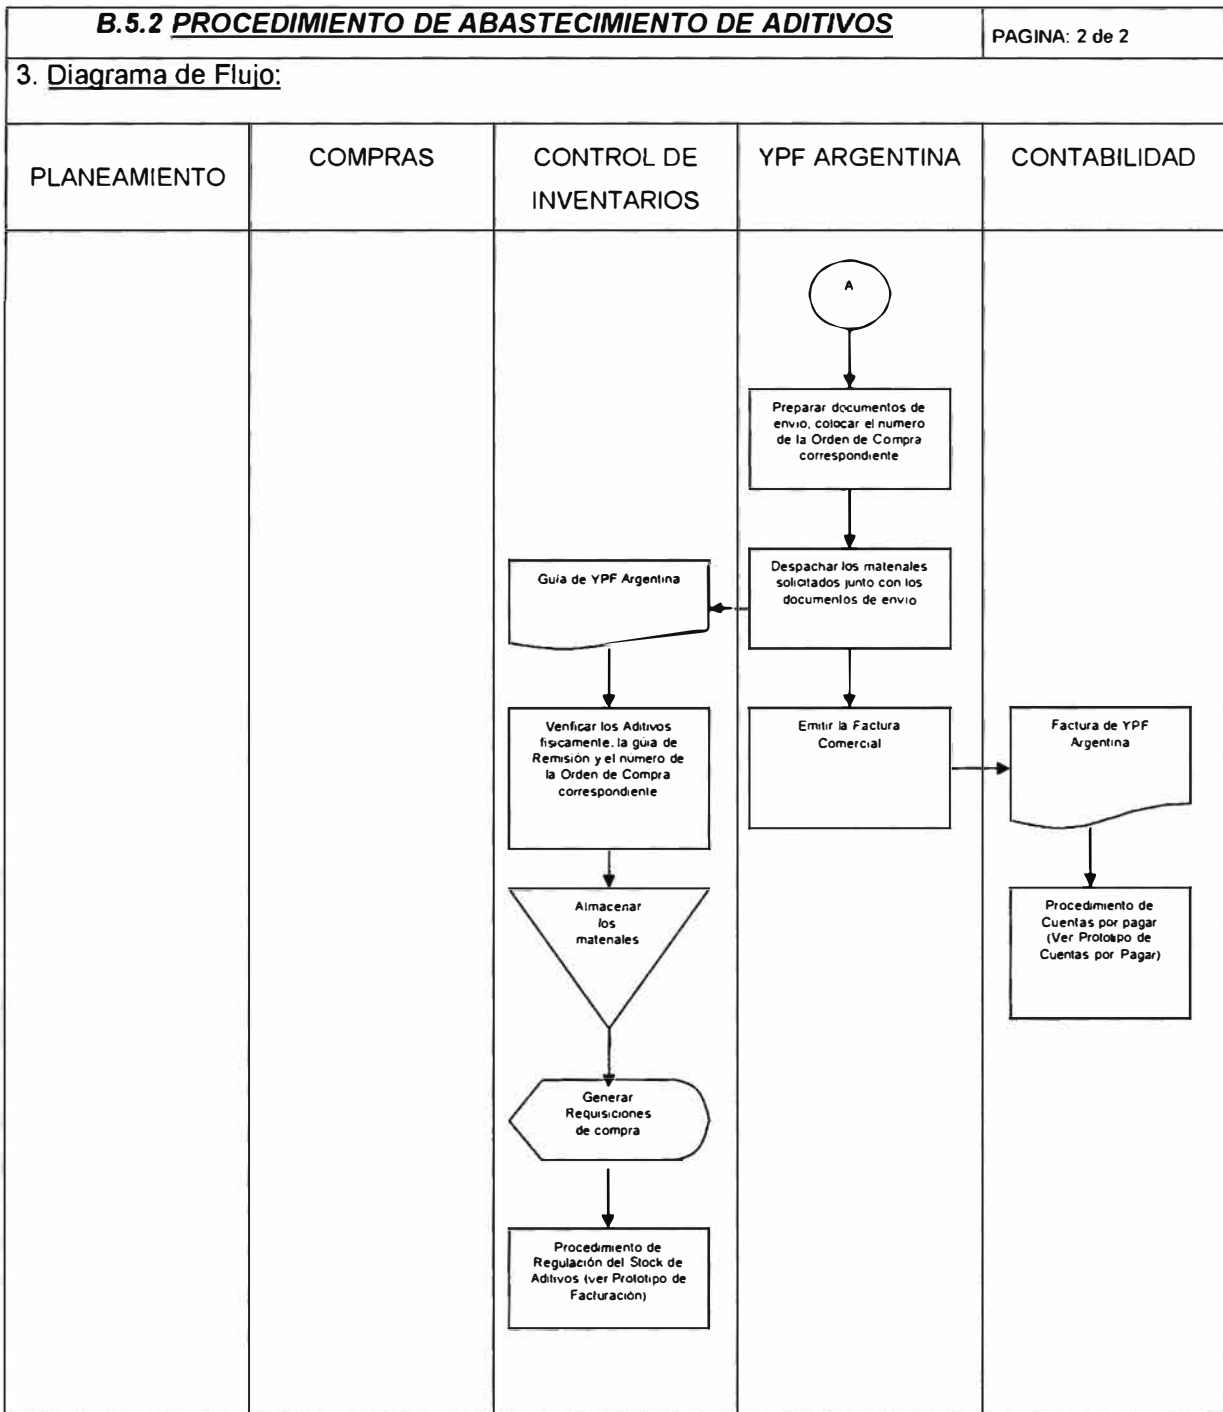 B.5.2 PROCEDIMIENTO DE ABASTECIMIENTO DE ADITIVOS
PAGINA: 2 de 2
3. Diagrama de Flujo:
PLANEAMIENTO
COMPRAS
CONTROL DE
INVENTARIOS
YPF ARGENTINA
CONTABILIDAD
A
Preparar documentos de
envio, colocar el numero
de la Orden de Compra
correspondiente
Despachar los materiales
solicitados junto con los
documentos de envio
Guía de YPF Argentina
Verificar los Aditivos
fisicamente, la güia de
Remisión y el número de
la Orden de Compra
correspondiente
Emitir la Factura
Comercial
Factura de YPF
Argentina
Almacenar
los
materiales
Procedimiento de
Cuentas por pagar
(Ver Prototipo de
Cuentas por Pagar)
Generar
Requisiciones
de compra
Procedimiento de
Regulación del Stock de
Aditivos (ver Prototipo de
Facturación)